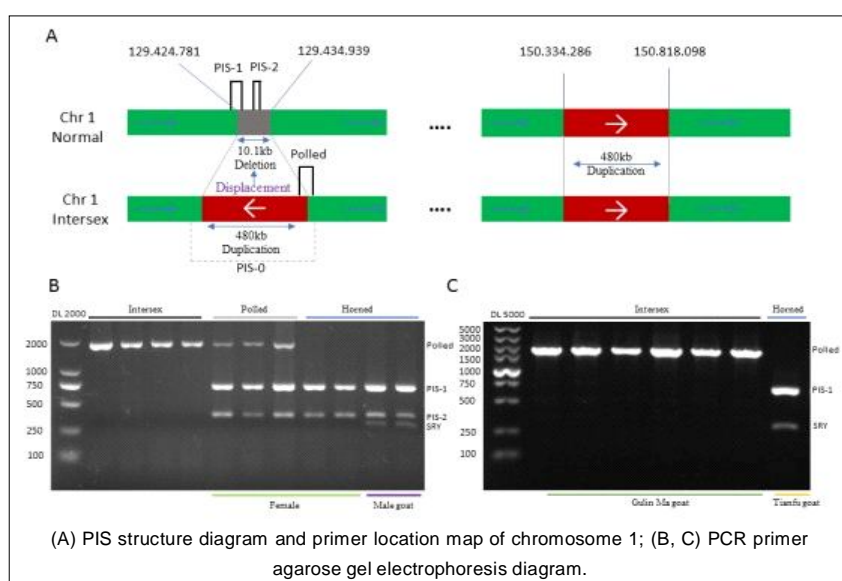 A
129.424.781
129.434.939
150.334.286
150.818.098
PIS-1
PIS-2
Chr 1
Normal
10.1kb
Deletion
Polled
....
480kb
Duplication
Displacement
Chr 1
Intersex
....
480kb
Duplication
PIS-0
B
DL 2000
Intersex
Polled
Horned
2000
1000
750
500
250
100
Polled
PIS-1
PIS-2
SRY
Female
Male goat
C
DL 5000
Intersex
Horned
5000
3000
2000
1500
1000
750
500
250
100
Polled
PIS-1
SRY
Gulin Ma goat
Tianfu goat
(A) PIS structure diagram and primer location map of chromosome 1; (B, C) PCR primer
agarose gel electrophoresis diagram.